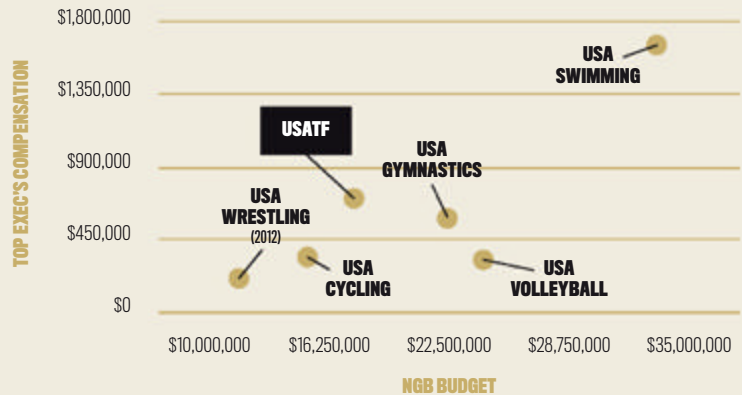 $1,800,000
USA
SWIMMING
$1,350,000
TOP EXEC'S COMPENSATION
USATF
$900,000
USA
GYMNASTICS
USA
WRESTLING
(2012)
$450,000
USA
CYCLING
USA
VOLLEYBALL
$0
$10,000,000 $16,250,000 $22,500,000 $28,750,000 $35,000,000
NGB BUDGET